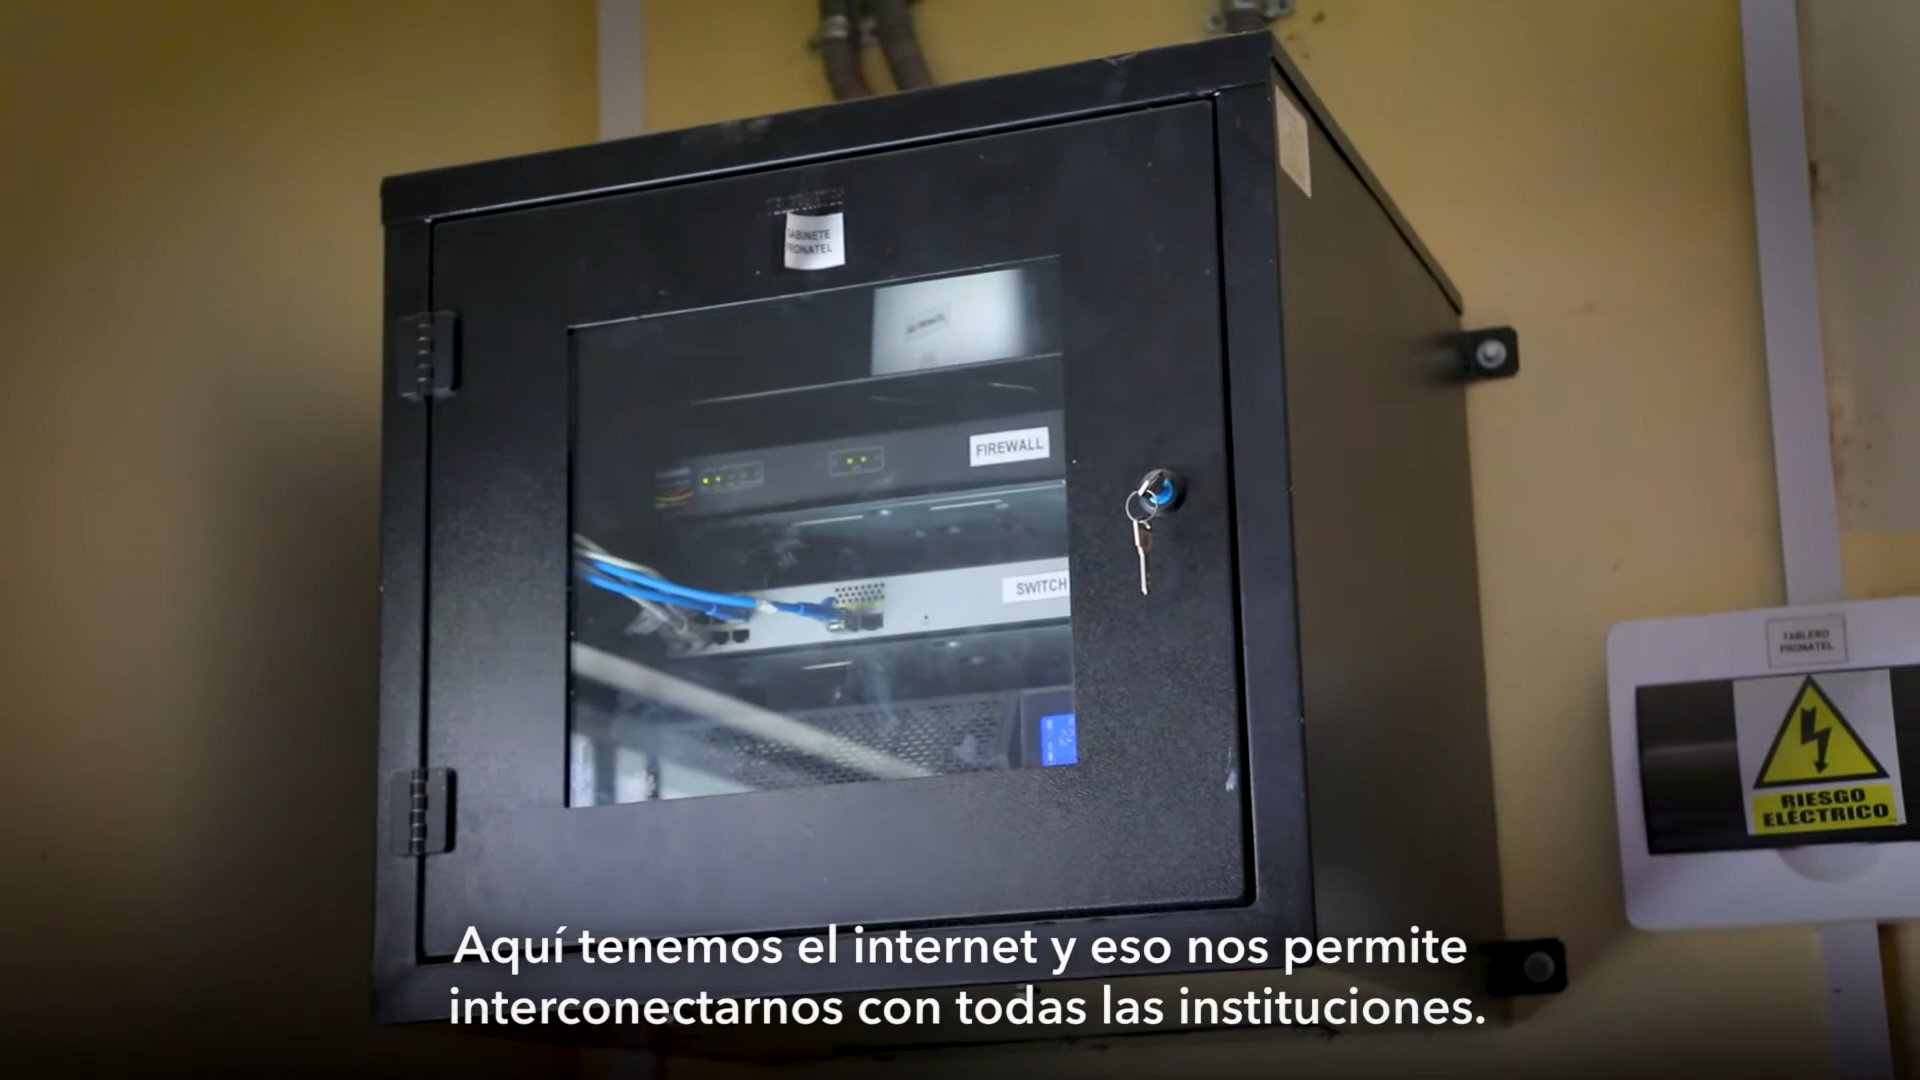 GABINETE
PRONATEL
FIREWALL
SWITCH
TABLERO
PRONATEL
RIESGO
ELÉCTRICO
Aquí tenemos el internet y eso nos permite
interconectarnos con todas las instituciones.